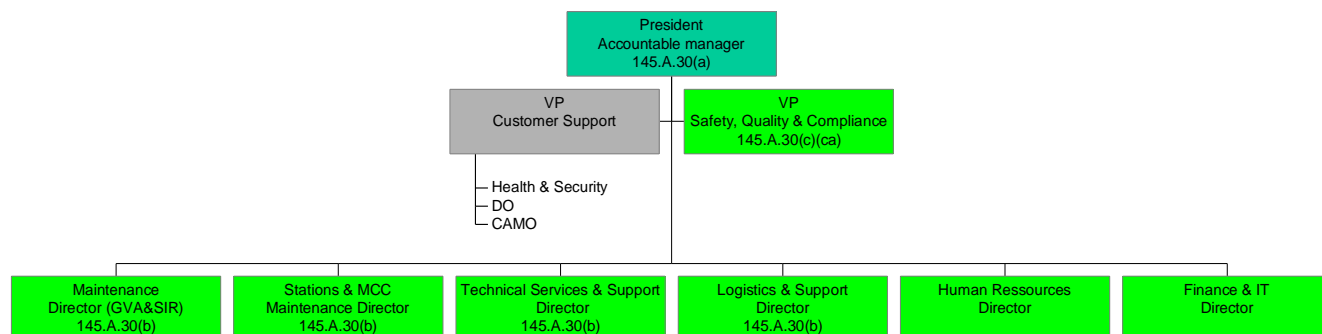 President
Accountable manager
145.A.30(a)
VP
Customer Support
VP
Safety, Quality & Compliance
145.A.30(c)(ca)
Health & Security
DO
CAMO
Maintenance
Director (GVA&SIR)
145.A.30(b)
Stations & MCC
Maintenance Director
145.A.30(b)
Technical Services & Support
Director
145.A.30(b)
Logistics & Support
Director
145.A.30(b)
Human Ressources
Director
Finance & IT
Director